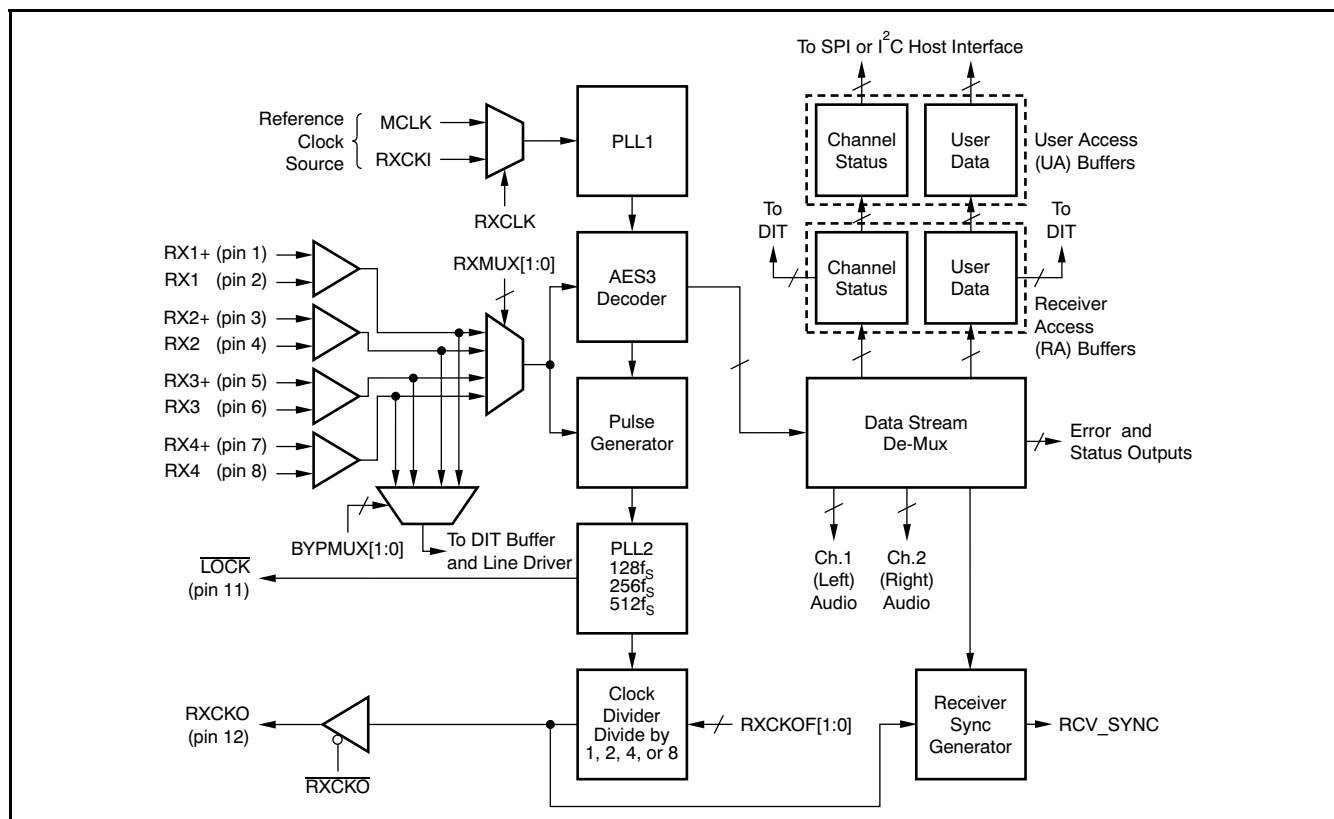 To SPI or I2C Host Interface
Reference
Clock
Source
MCLK
RXCKI
RXCLK
PLL1
Channel
Status
User
Data
User Access
(UA) Buffers
To
DIT
Channel
Status
User
Data
To
DIT
Receiver
Access
(RA) Buffers
RX1+ (pin 1)
RX1 (pin 2)
RX2+ (pin 3)
RX2 (pin 4)
RX3+ (pin 5)
RX3 (pin 6)
RX4+ (pin 7)
RX4 (pin 8)
RXMUX[1:0]
AES3
Decoder
Pulse
Generator
Data Stream
De-Mux
Error and
Status Outputs
BYPMUX[1:0]
To DIT Buffer
and Line Driver
LOCK
(pin 11)
PLL2
128fS
256fS
512fS
Ch.1
(Left)
Audio
Ch.2
(Right)
Audio
RXCKO
(pin 12)
RXCKO
Clock
Divider
Divide by
1, 2, 4, or 8
RXCKOF[1:0]
Receiver
Sync
Generator
RCV_SYNC